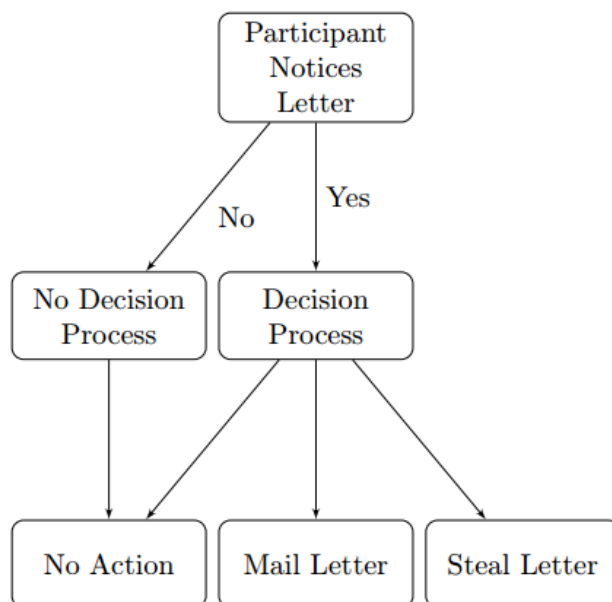 Participant
Notices
Letter
No
Yes
No Decision
Process
Decision
Process
No Action
Mail Letter
Steal Letter